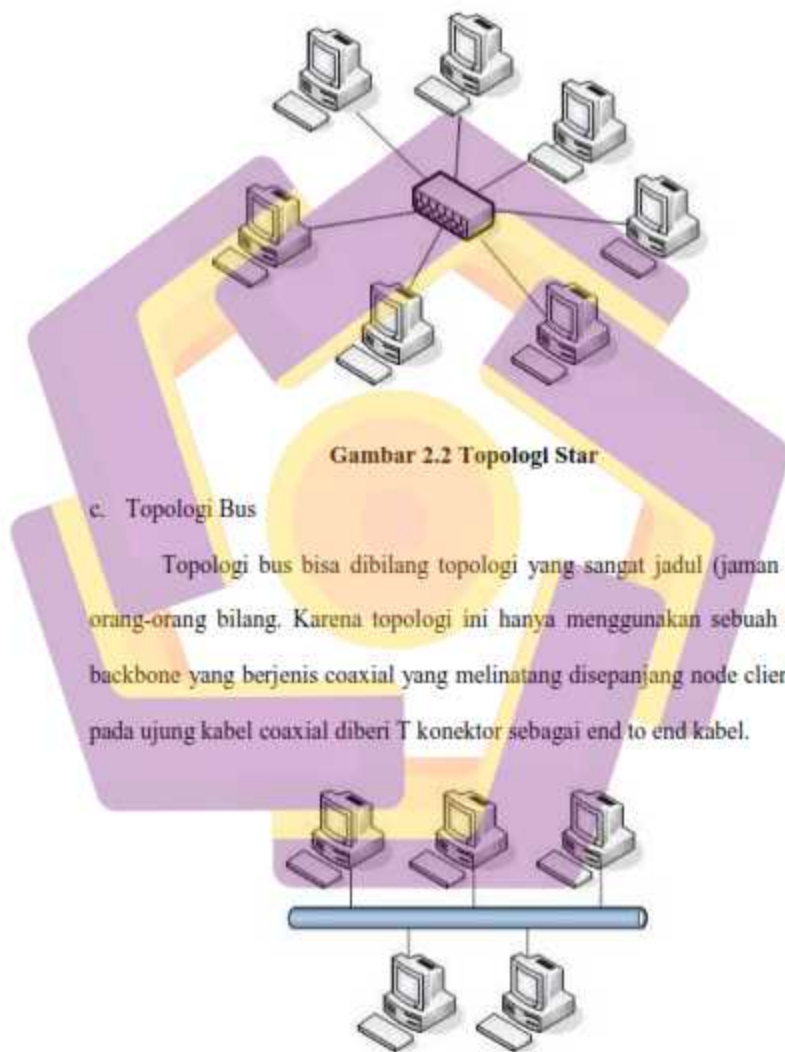 Gambar 2.2 Topologi Star
c. Topologi Bus
Topologi bus bisa dibilang topologi yang sangat jadul (jaman
orang-orang bilang. Karena topologi ini hanya menggunakan sebuah
backbone yang berjenis coaxial yang melinatang disepanjang node clien
pada ujung kabel coaxial diberi T konektor sebagai end to end kabel.